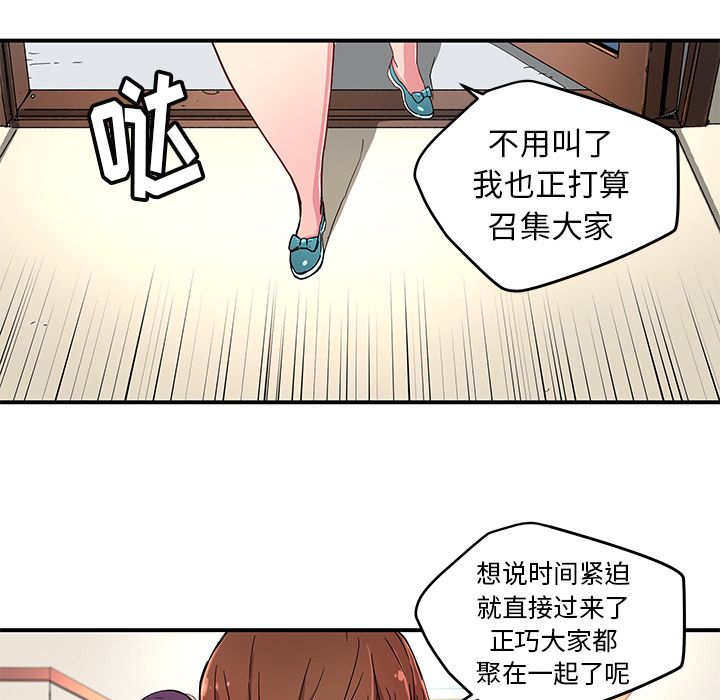 哒
不用叫了
我也正打算
召集大家
想说时间紧迫
就直接过来了
正巧大家都
聚在一起了呢